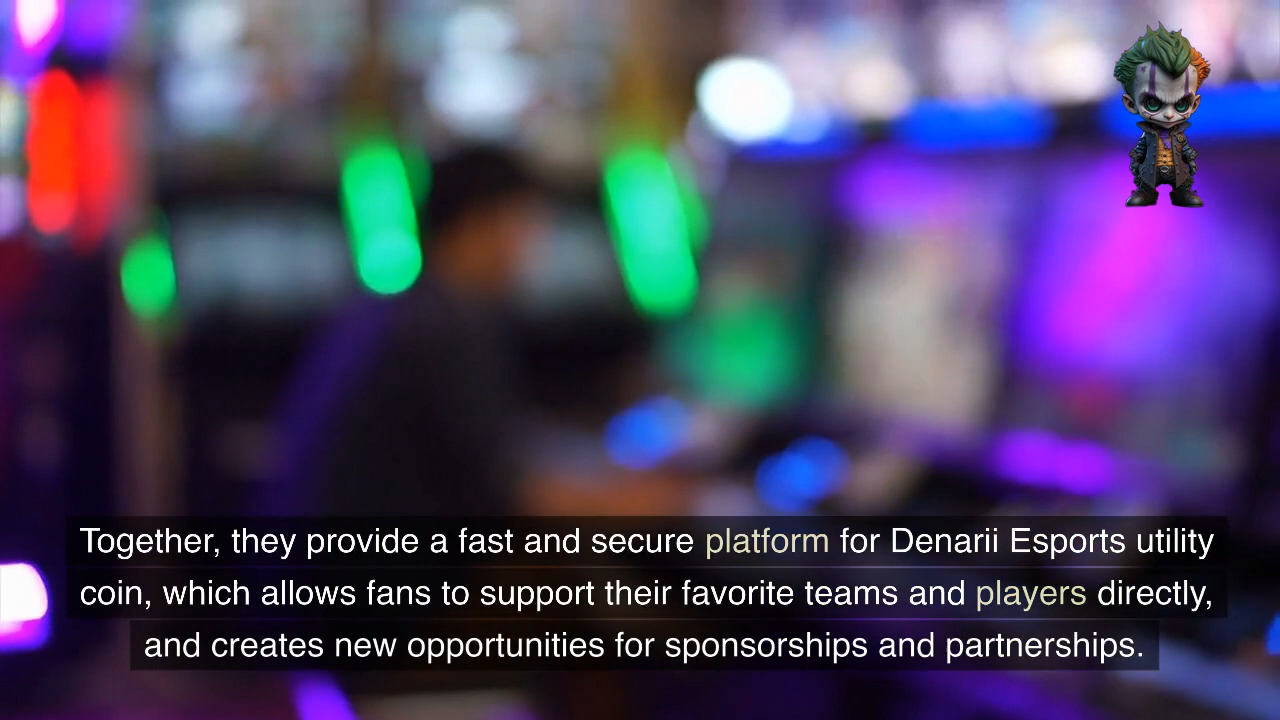 Together, they provide a fast and secure platform for Denarii Esports utility
coin, which allows fans to support their favorite teams and players directly,
and creates new opportunities for sponsorships and partnerships.